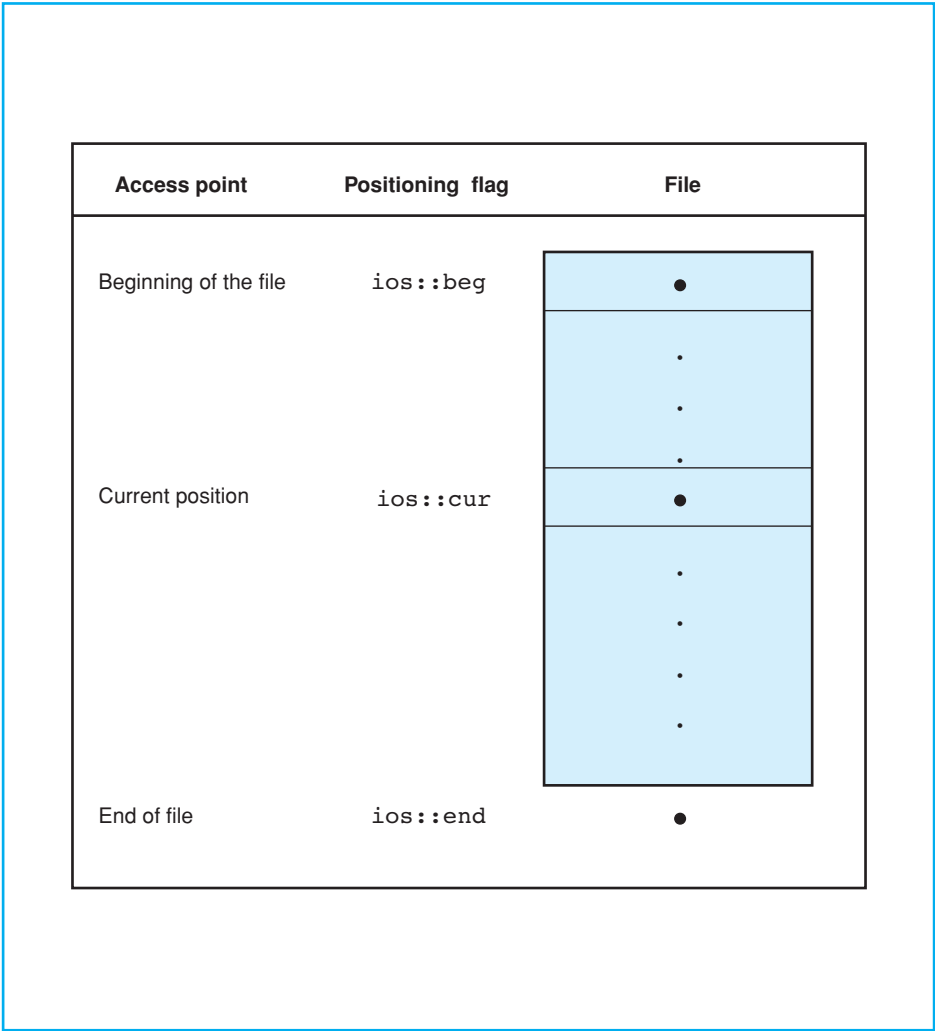 Access point Positioning flag File
Beginning of the file ios::beg
Current position ios::cur
End of file ios::end